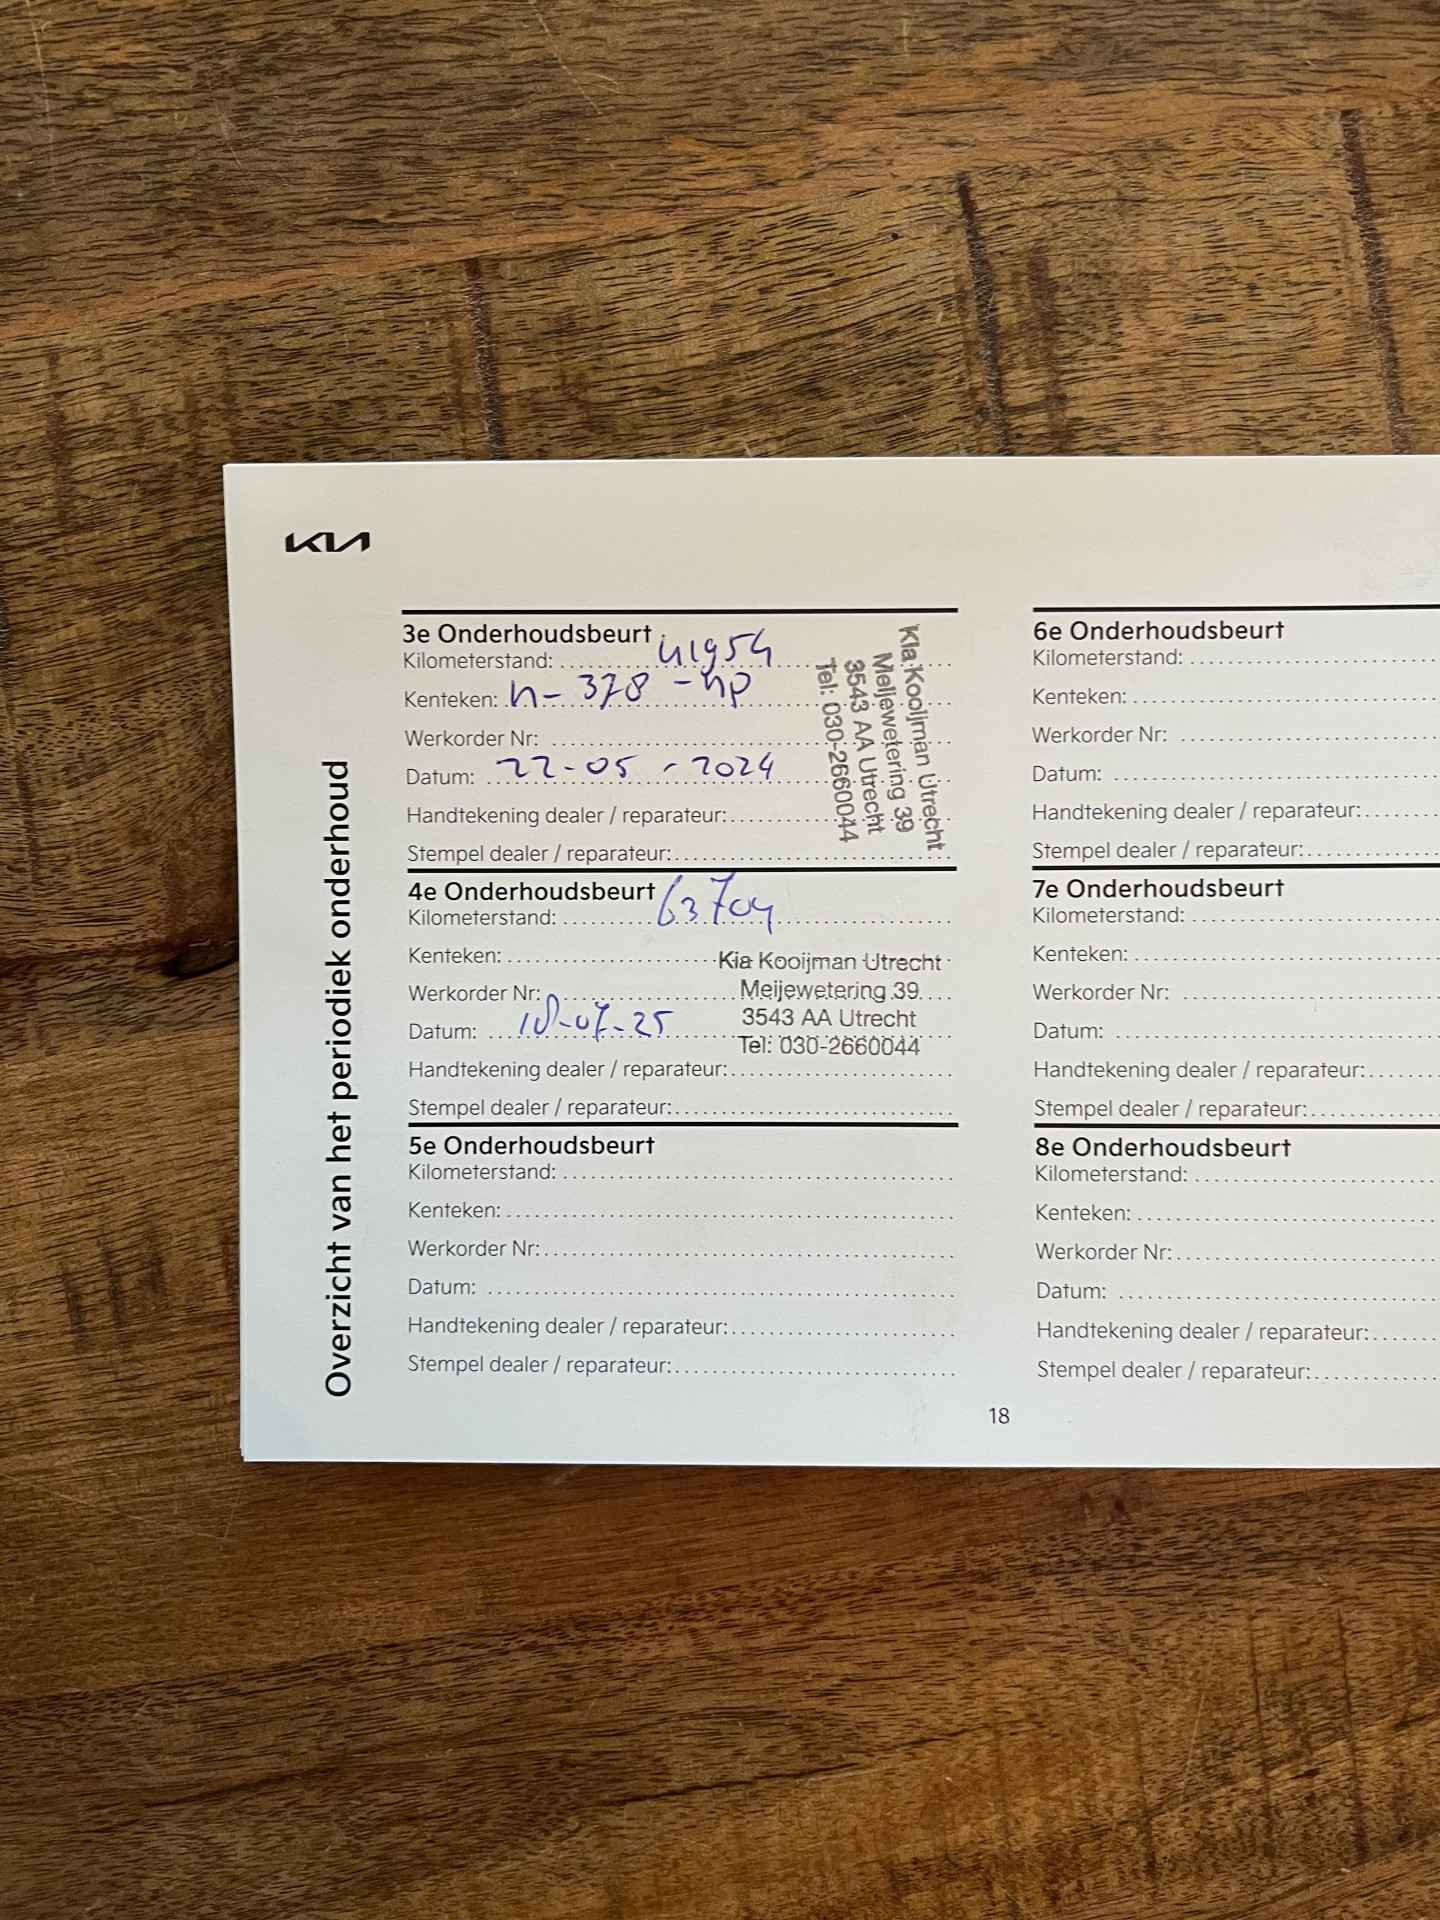 KIA
Overzicht van het periodiek onderhoud
3e Onderhoudsbeurt
Kilometerstand: 41954
Kenteken: n-378-np
Werkorder Nr:
Datum: 22-05-2024
Handtekening dealer / reparateur:
Stempel dealer / reparateur:
Kia Kooijman Utrecht
Meijewetering 39
3543 AA Utrecht
Tel: 030-2660044
4e Onderhoudsbeurt
Kilometerstand: 63704
Kenteken:
Werkorder Nr:
Datum: 18-07-25
Handtekening dealer / reparateur:
Stempel dealer / reparateur:
Kia Kooijman Utrecht
Meijewetering 39
3543 AA Utrecht
Tel: 030-2660044
5e Onderhoudsbeurt
Kilometerstand:
Kenteken:
Werkorder Nr:
Datum:
Handtekening dealer / reparateur:
Stempel dealer / reparateur:
6e Onderhoudsbeurt
Kilometerstand:
Kenteken:
Werkorder Nr:
Datum:
Handtekening dealer / reparateur:
Stempel dealer / reparateur:
7e Onderhoudsbeurt
Kilometerstand:
Kenteken:
Werkorder Nr:
Datum:
Handtekening dealer / reparateur:
Stempel dealer / reparateur:
8e Onderhoudsbeurt
Kilometerstand:
Kenteken:
Werkorder Nr:
Datum:
Handtekening dealer / reparateur:
Stempel dealer / reparateur:
18